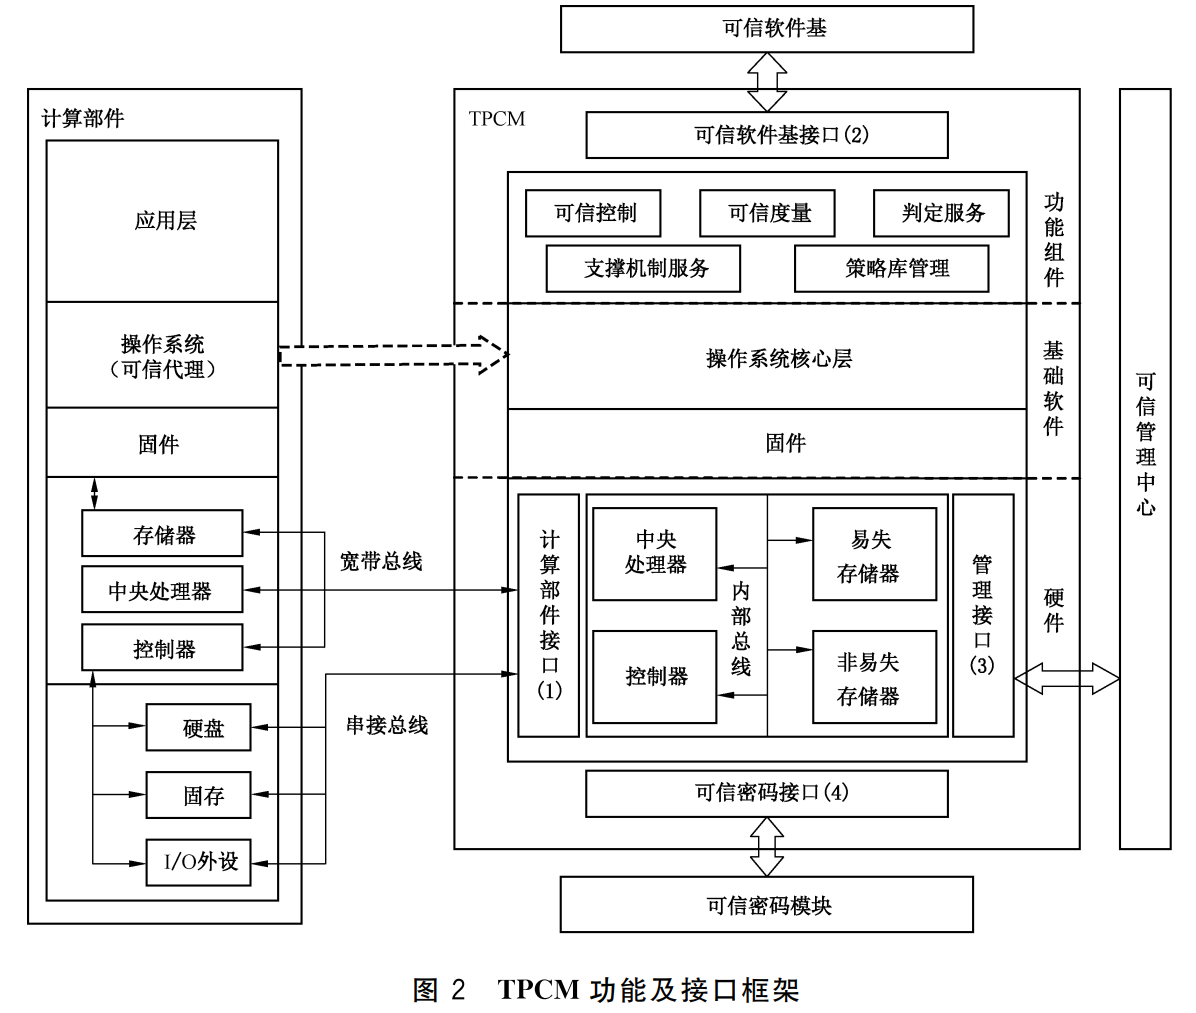 可信软件基
计算部件
TPCM
可信软件基接口(2)
应用层
可信控制
可信度量
判定服务
支撑机制服务
策略库管理
功能组件
操作系统
（可信代理）
操作系统核心层
基础软件
固件
固件
可信管理中心
存储器
中央处理器
控制器
宽带总线
计算部件接口(1)
中央
处理器
控制器
内部总线
易失
存储器
非易失
存储器
管理接口(3)
硬件
硬盘
固存
I/O外设
串接总线
可信密码接口(4)
可信密码模块
图 2 TPCM 功能及接口框架